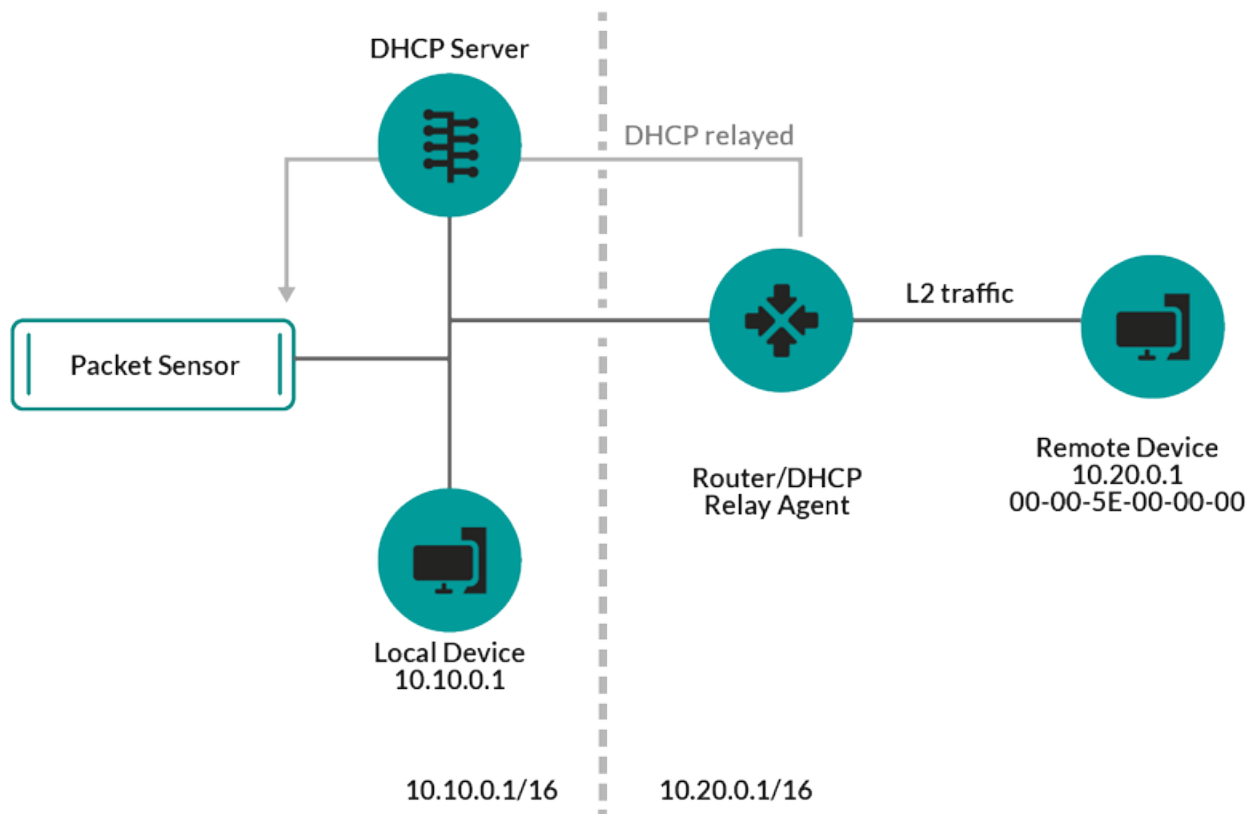 DHCP Server
DHCP relayed
L2 traffic
Packet Sensor
Router/DHCP
Relay Agent
Remote Device
10.20.0.1
00-00-5E-00-00-00
Local Device
10.10.0.1
10.10.0.1/16
10.20.0.1/16